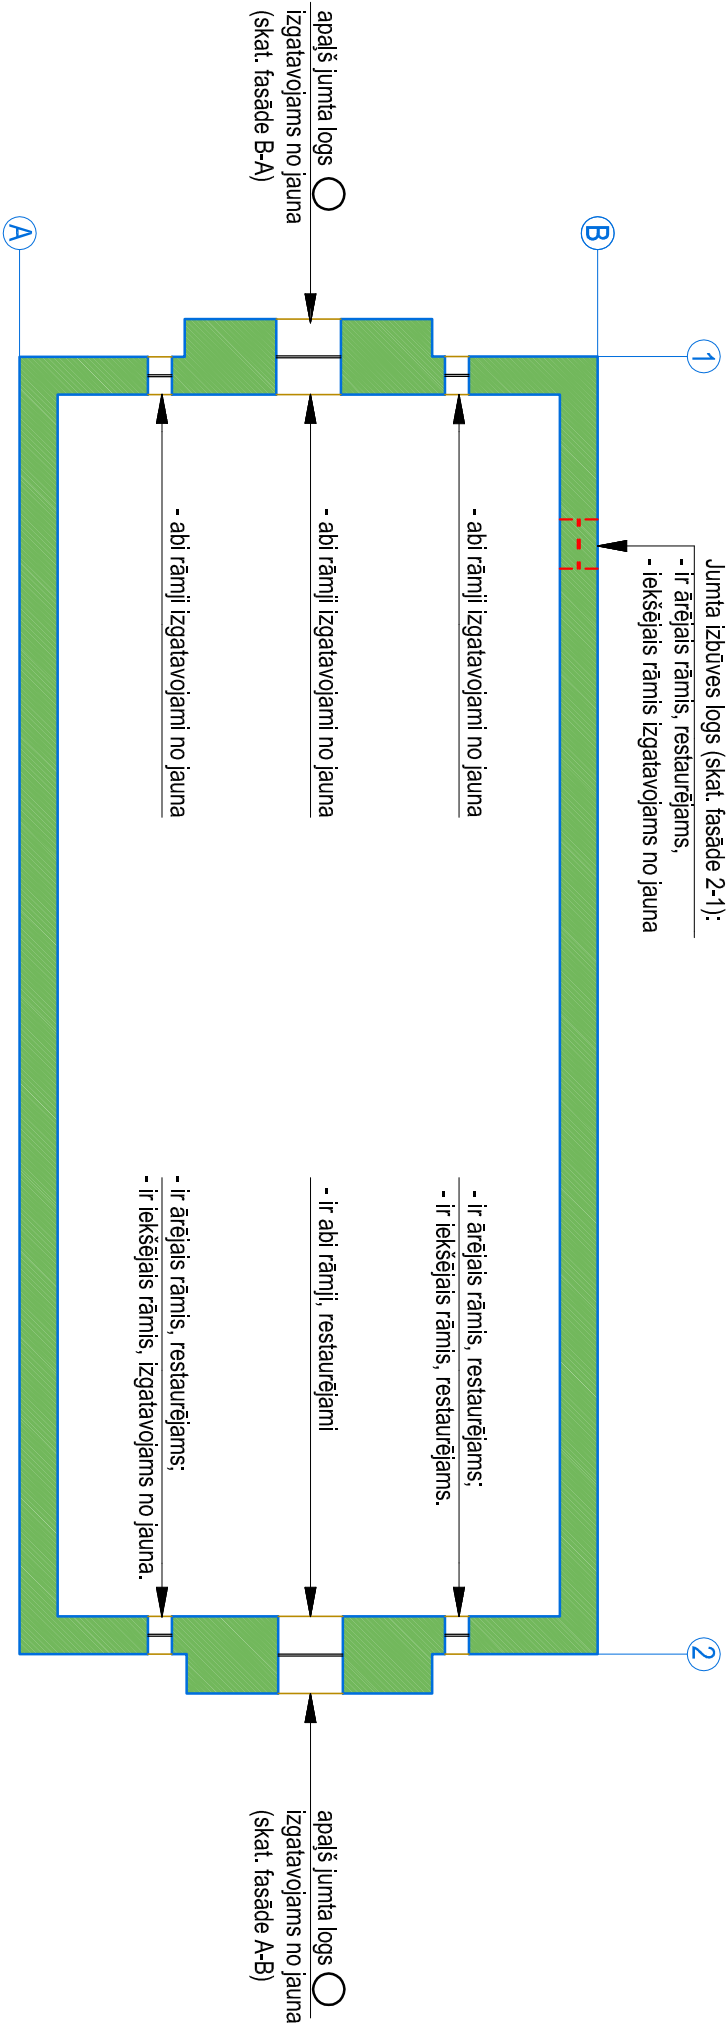 1
2
B
A
Jumta izbūves logs (skat. fasāde 2-1):
- ir ārējais rāmis, restaurējams,
- iekšējais rāmis izgatavojams no jauna
apaļš jumta logs
izgatavojams no jauna
(skat. fasāde B-A)
- abi rāmji izgatavojami no jauna
- abi rāmji izgatavojami no jauna
- abi rāmji izgatavojami no jauna
- ir ārējais rāmis, restaurējams;
- ir iekšējais rāmis, restaurējams.
- ir abi rāmji, restaurējami
- ir ārējais rāmis, restaurējams;
- ir iekšējais rāmis, izgatavojams no jauna.
apaļš jumta logs
izgatavojams no jauna
(skat. fasāde A-B)